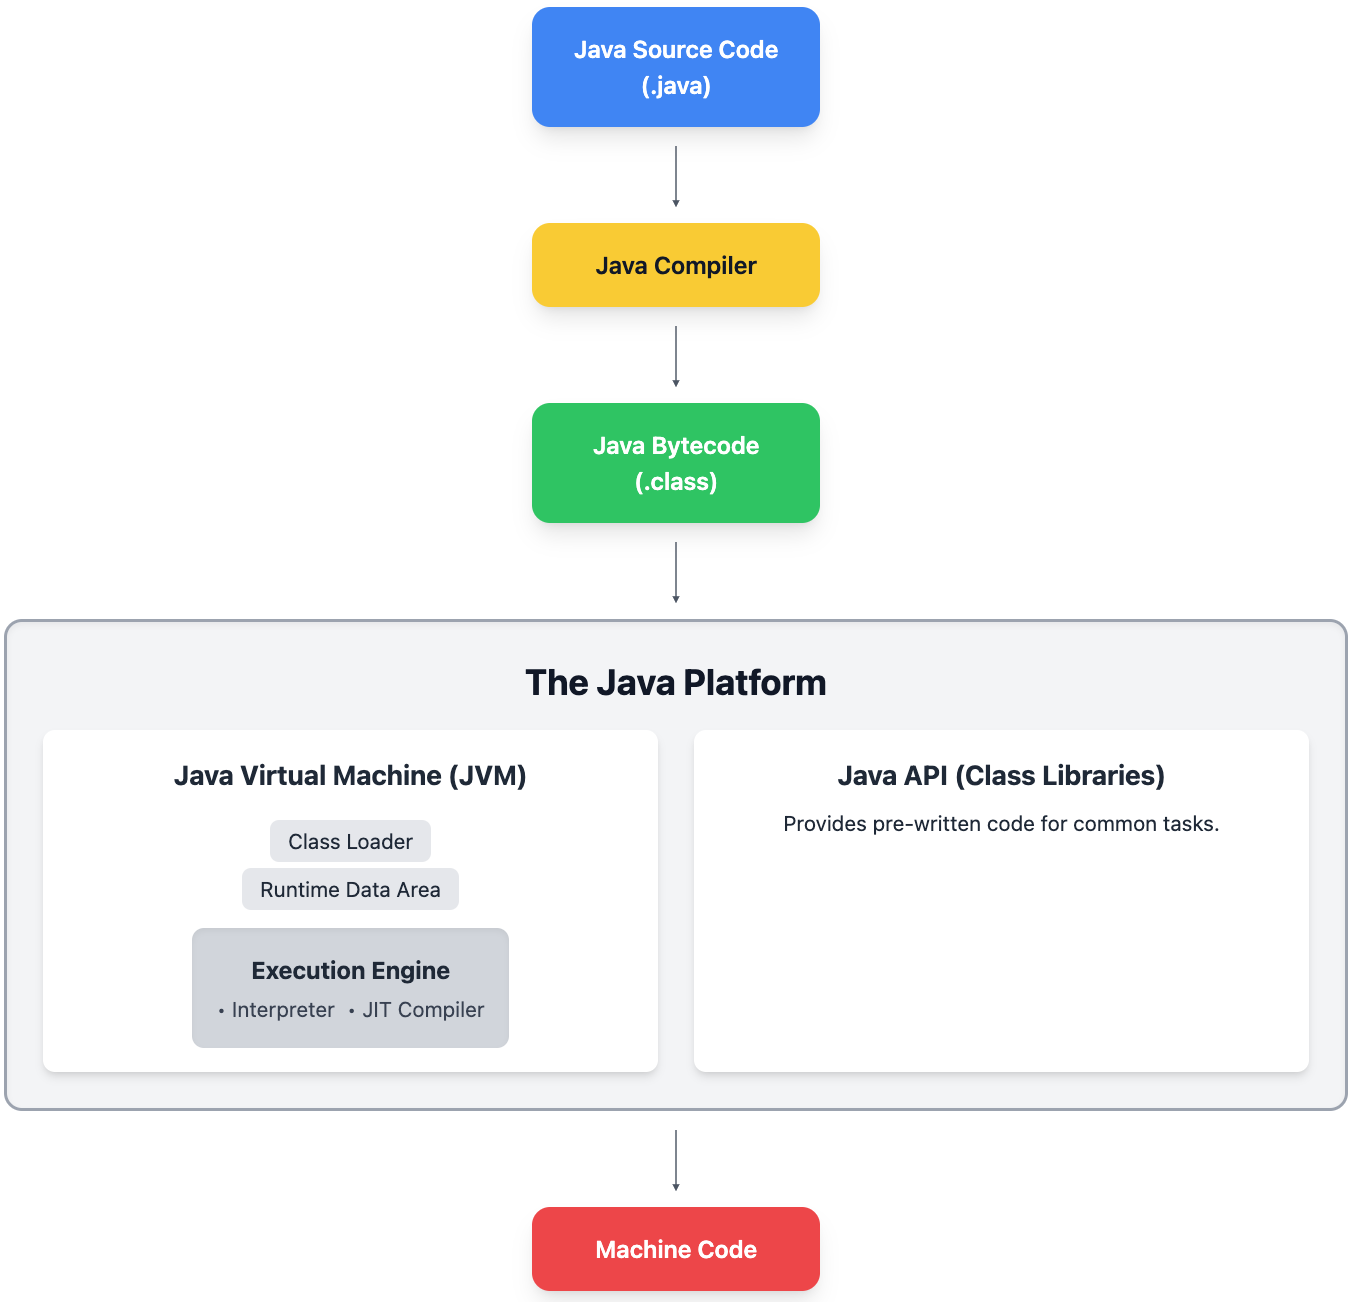 Java Source Code
(.java)
Java Compiler
Java Bytecode
(.class)
The Java Platform
Java Virtual Machine (JVM)
Class Loader
Runtime Data Area
Execution Engine
• Interpreter • JIT Compiler
Java API (Class Libraries)
Provides pre-written code for common tasks.
Machine Code